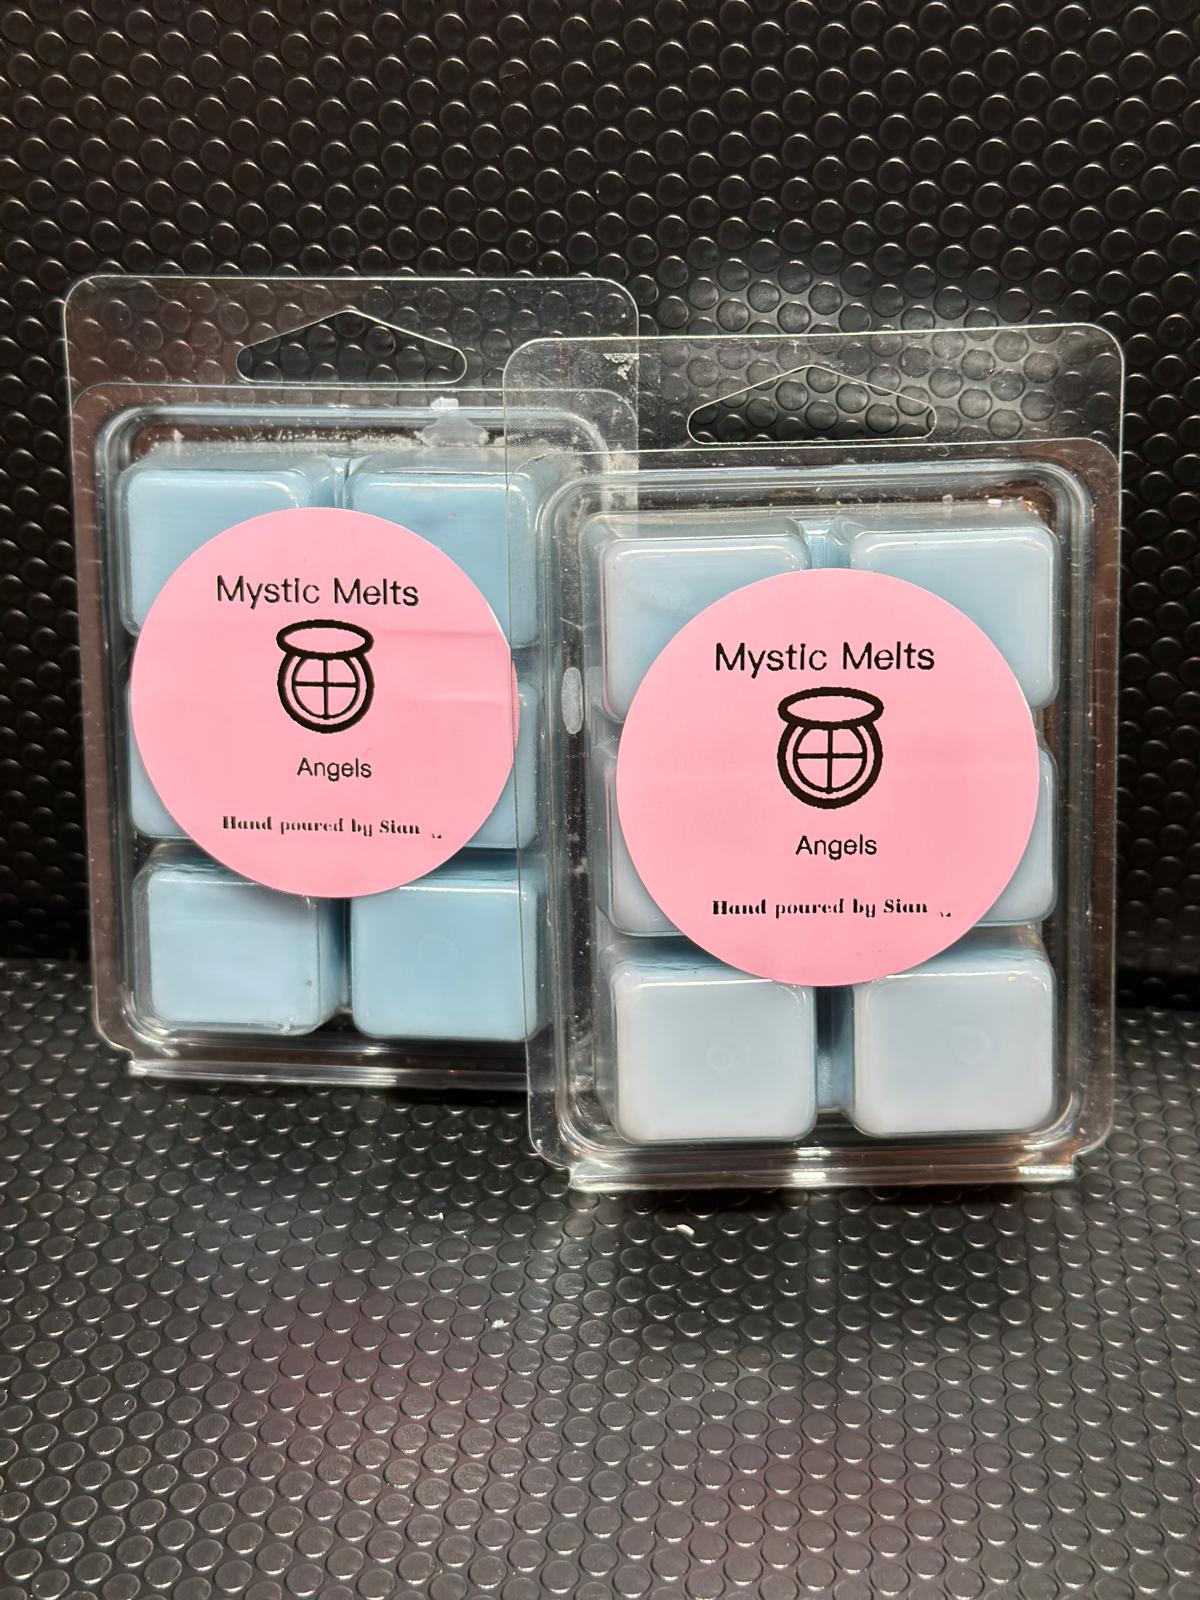 Mystic Melts
Angels
Hand poured by Sian
Mystic Melts
Angels
Hand poured by Sian